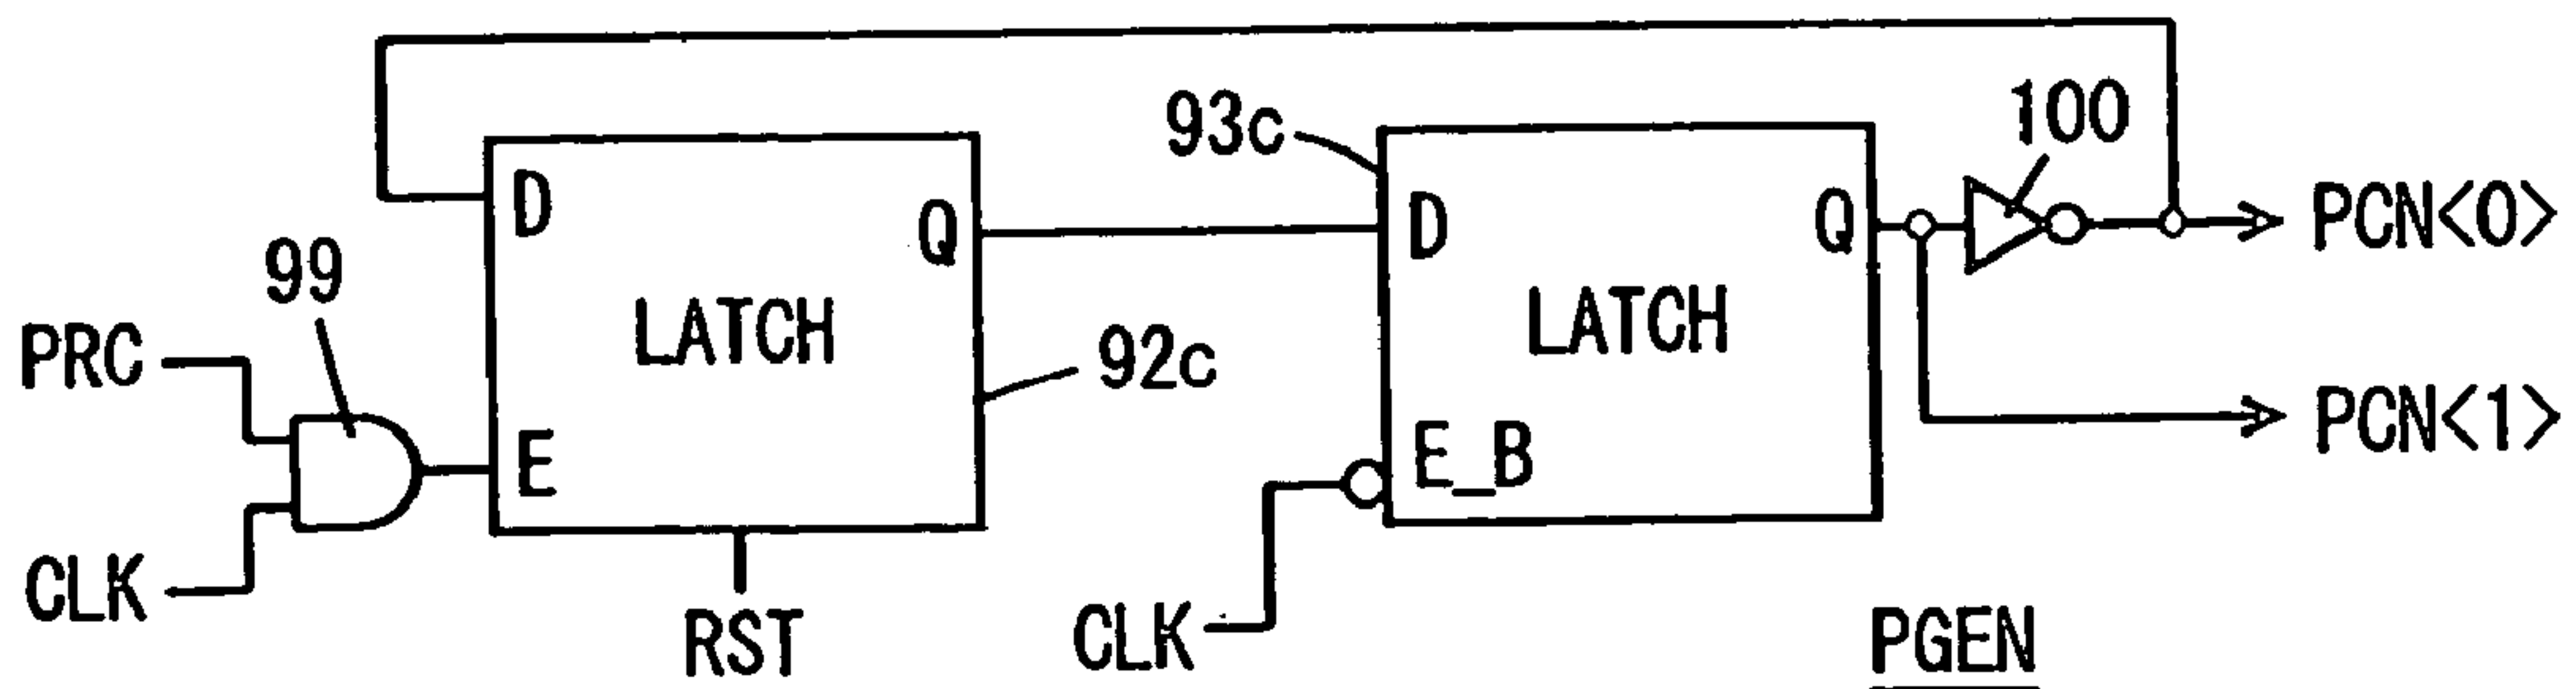 93c
100
D
Q
D
Q
PCN<0>
99
PRC
LATCH
LATCH
92c
PCN<1>
E
E_B
CLK
RST
CLK
PGEN